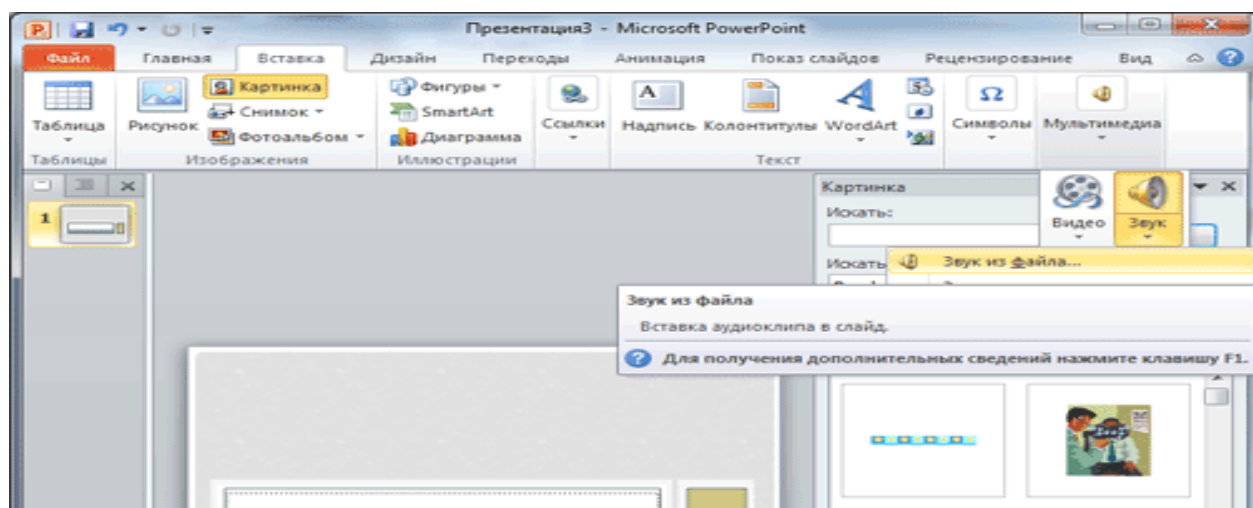 Презентация3 - Microsoft PowerPoint
Файл Главная Вставка Дизайн Переходы Анимация Показ слайдов Рецензирование Вид
Таблица
Рисунок
Картинка
Снимок
Фотоальбом
Фигуры
SmartArt
Диаграмма
Ссылки
Надпись Колонтитулы WordArt
Символы
Мультимедиа
Таблицы Изображения Иллюстрации Текст
1
Картинка
Искать:
Видео Звук
Искать
Звук из файла...
Звук из файла
Вставка аудиоклипа в слайд.
Для получения дополнительных сведений нажмите клавишу F1.